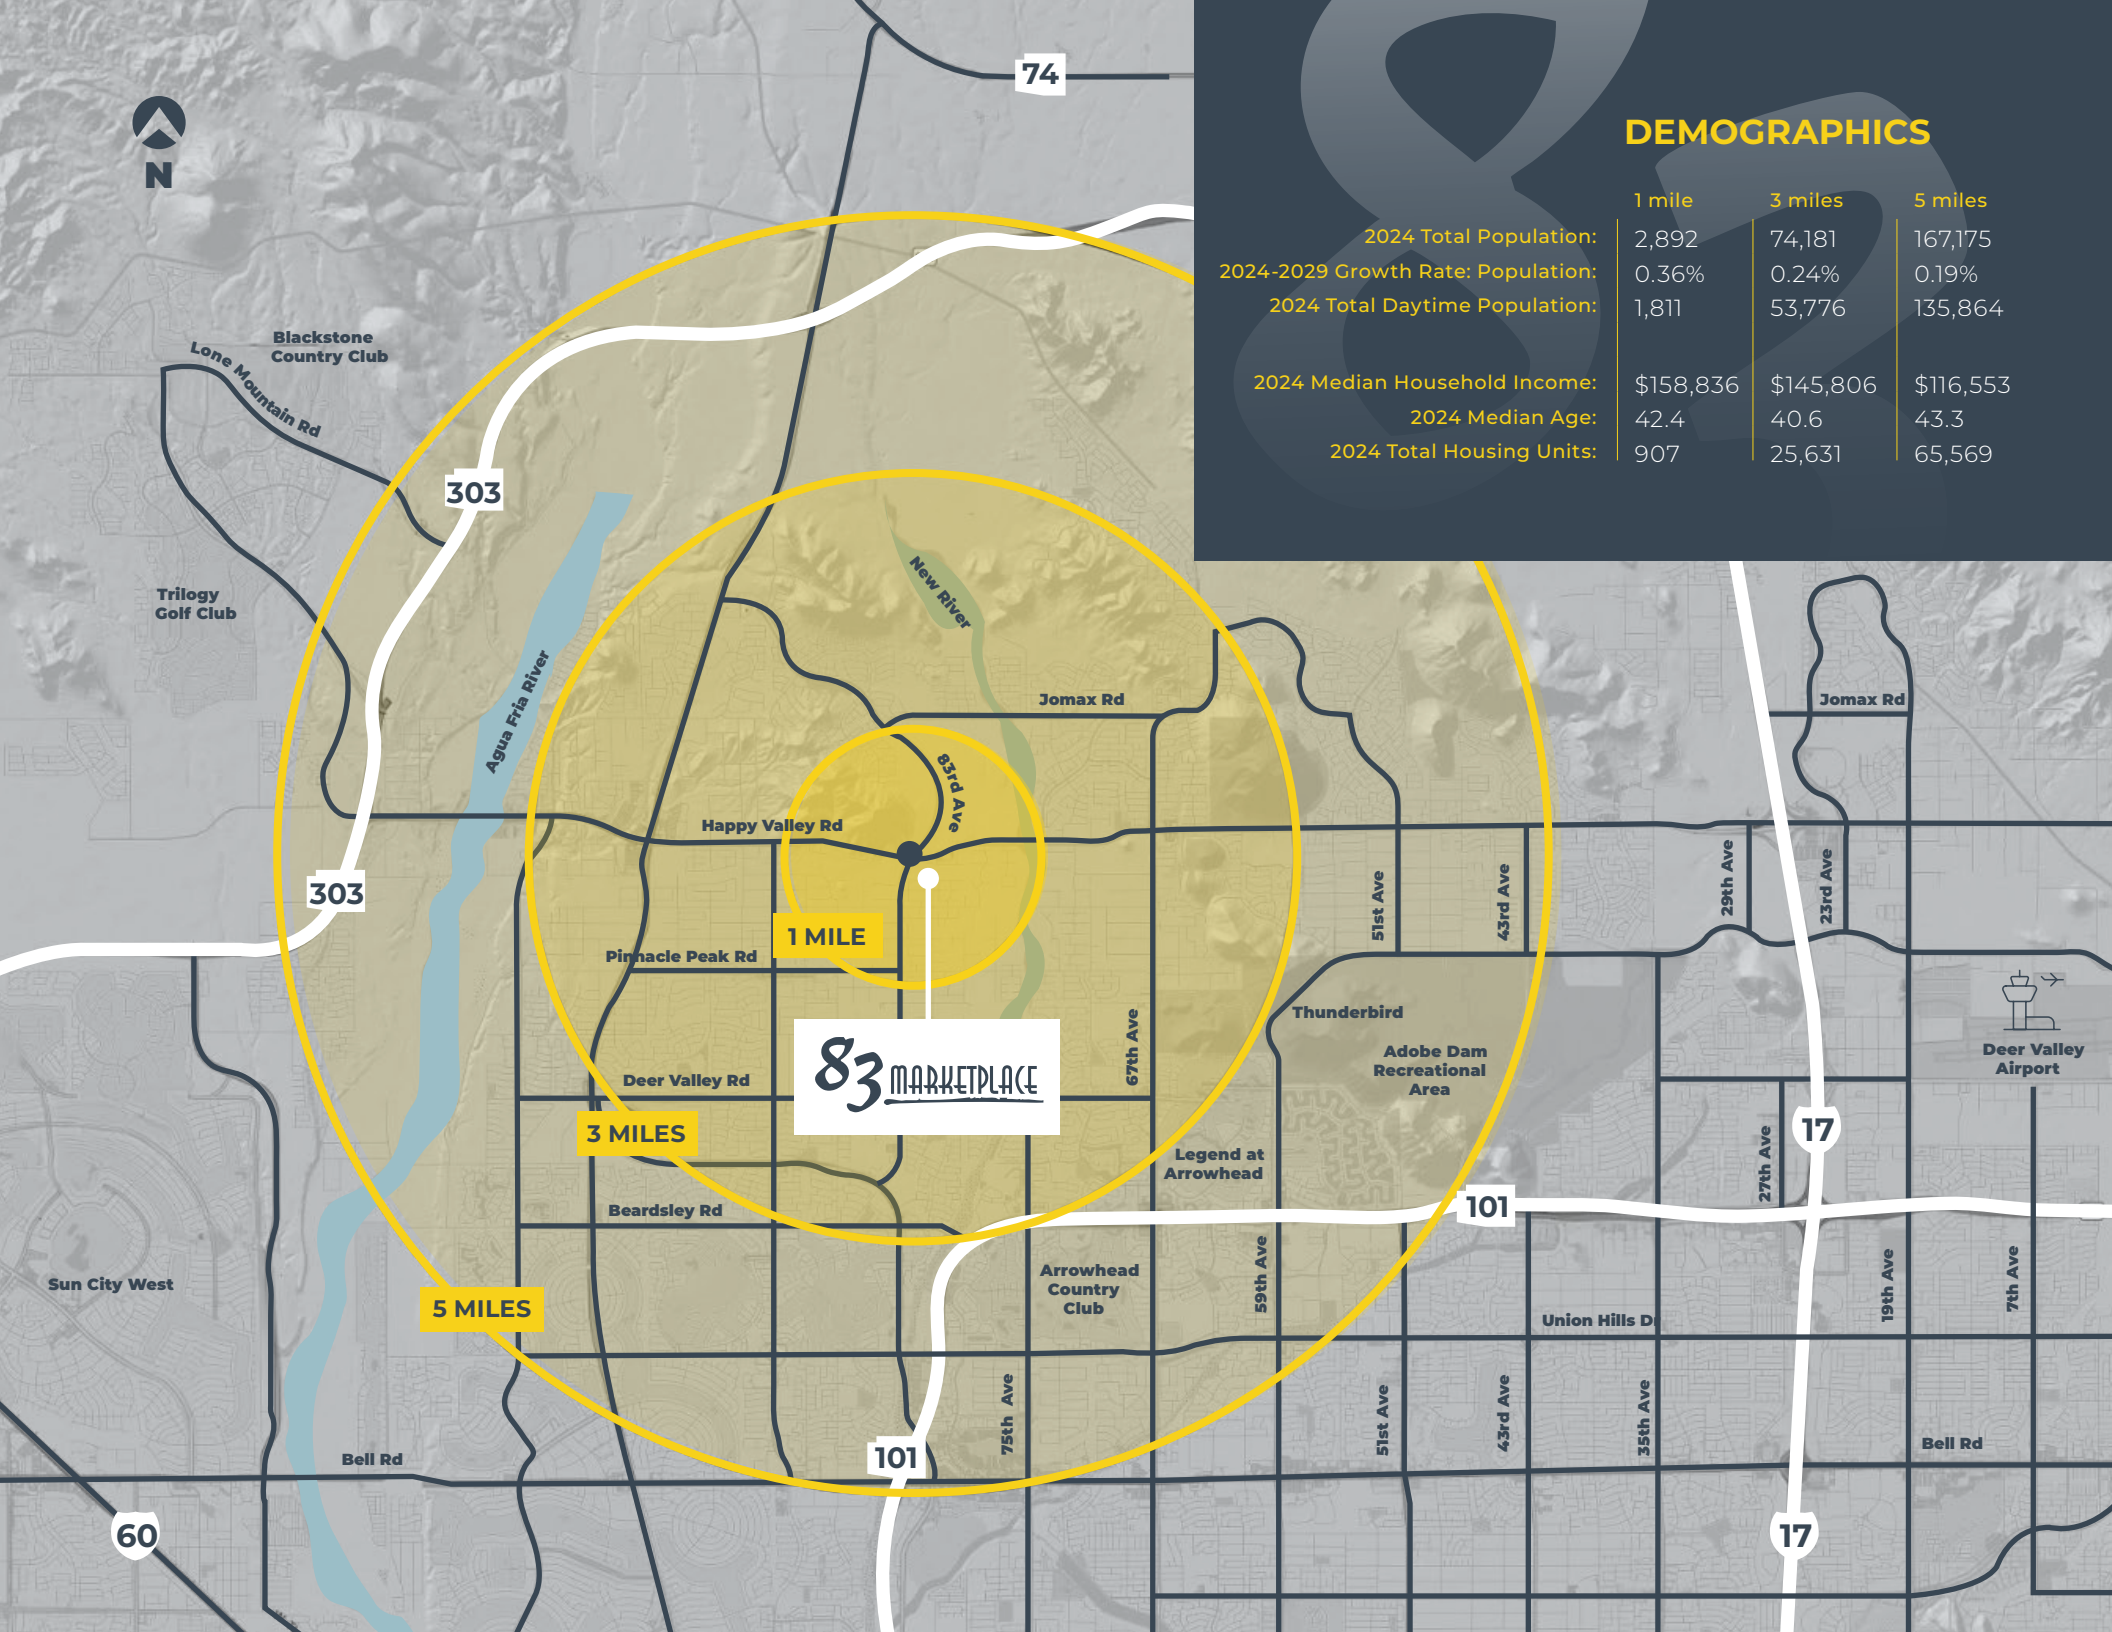 74
N
83
DEMOGRAPHICS
1 mile 3 miles 5 miles
2024 Total Population: 2,892 74,181 167,175
2024-2029 Growth Rate: Population: 0.36% 0.24% 0.19%
2024 Total Daytime Population: 1,811 53,776 135,864
2024 Median Household Income: $158,836 $145,806 $116,553
2024 Median Age: 42.4 40.6 43.3
2024 Total Housing Units: 907 25,631 65,569
Blackstone
Country Club
Lone Mountain Rd
303
Trilogy
Golf Club
New River
Agua Fria River
Jomax Rd
Jomax Rd
83rd Ave
Happy Valley Rd
303
51st Ave
43rd Ave
29th Ave
23rd Ave
1 MILE
Pinnacle Peak Rd
Thunderbird
Adobe Dam
Recreational
Area
Deer Valley
Airport
67th Ave
83 MARKETPLACE
Deer Valley Rd
3 MILES
17
Legend at
Arrowhead
27th Ave
Beardsley Rd
101
Sun City West
5 MILES
Arrowhead
Country
Club
59th Ave
19th Ave
7th Ave
Union Hills Dr
75th Ave
51st Ave
43rd Ave
35th Ave
Bell Rd
Bell Rd
101
60
17